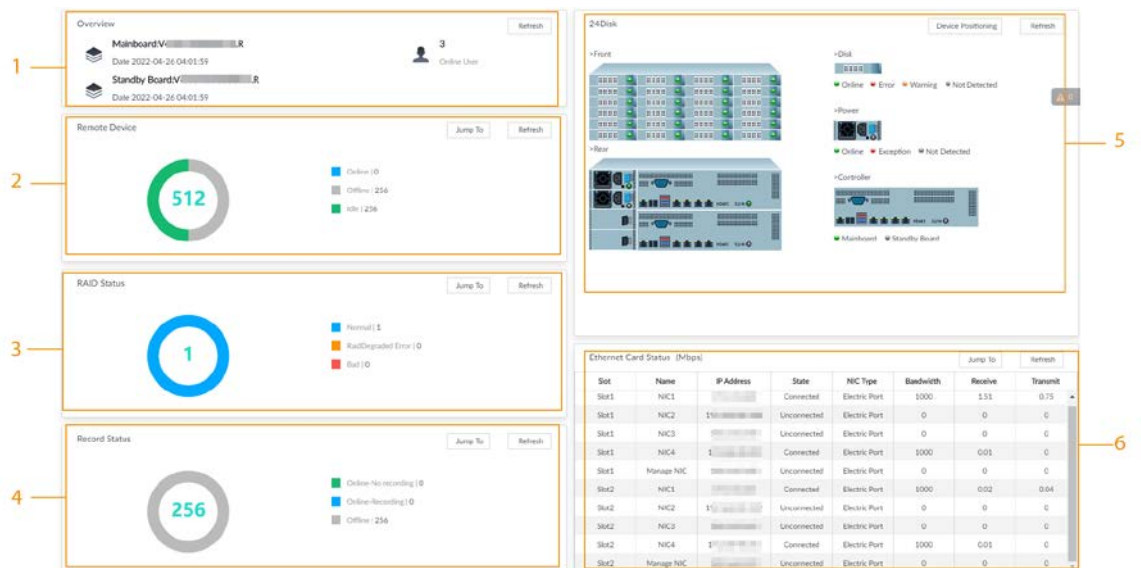 Overview
Refresh
Mainboard:V R
Date 2022-04-26 04:01:59
Standby Board:V .R
Date 2022-04-26 04:01:59
3
Online User
1
Remote Device
Jump To
Refresh
512
Online | 0
Offline | 256
Idle | 256
2
RAID Status
Jump To
Refresh
1
Normal | 1
RaidDegraded Error | 0
Bad | 0
3
Record Status
Jump To
Refresh
256
Online-No recording | 0
Online-Recording | 0
Offline | 256
4
24Disk
Device Positioning
Refresh
>Front
>Rear
>Disk
Online Error Warning Not Detected
>Power
Online Exception Not Detected
>Controller
Mainboard Standby Board
5
Ethernet Card Status (Mbps)
Jump To
Refresh
Slot Name IP Address State NIC Type Bandwidth Receive Transmit
Slot1 NIC1 Connected Electric Port 1000 1.51 0.75
Slot1 NIC2 Unconnected Electric Port 0 0 0
Slot1 NIC3 Unconnected Electric Port 0 0 0
Slot1 NIC4 1 Connected Electric Port 1000 0.01 0
Slot1 Manage NIC Unconnected Electric Port 0 0 0
Slot2 NIC1 Connected Electric Port 1000 0.02 0.04
Slot2 NIC2 Unconnected Electric Port 0 0 0
Slot2 NIC3 Unconnected Electric Port 0 0 0
Slot2 NIC4 1 Connected Electric Port 1000 0.01 0
Slot2 Manage NIC Unconnected Electric Port 0 0 0
6